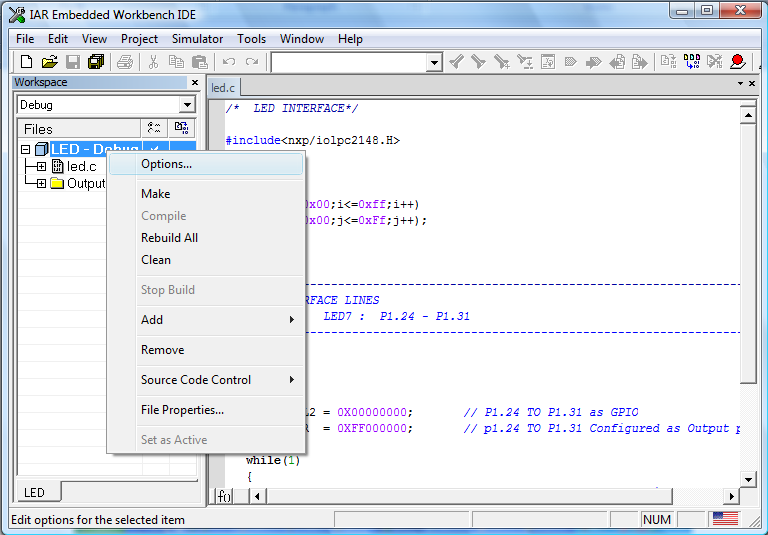 IAR Embedded Workbench IDE
File Edit View Project Simulator Tools Window Help
Workspace
Debug
Files
LED - Debug
led.c
Output
LED
Options...
Make
Compile
Rebuild All
Clean
Stop Build
Add
Remove
Source Code Control
File Properties...
Set as Active
led.c
/* LED INTERFACE*/
#include<nxp/iolpc2148.H>
x00;i<=0xff;i++)
x00;j<=0xFf;j++);
RFACE LINES
LED7 : P1.24 - P1.31
L2 = 0X00000000; // P1.24 TO P1.31 as GPIO
R = 0XFF000000; // p1.24 TO P1.31 Configured as Output p
while(1)
{
f()
Edit options for the selected item
NUM